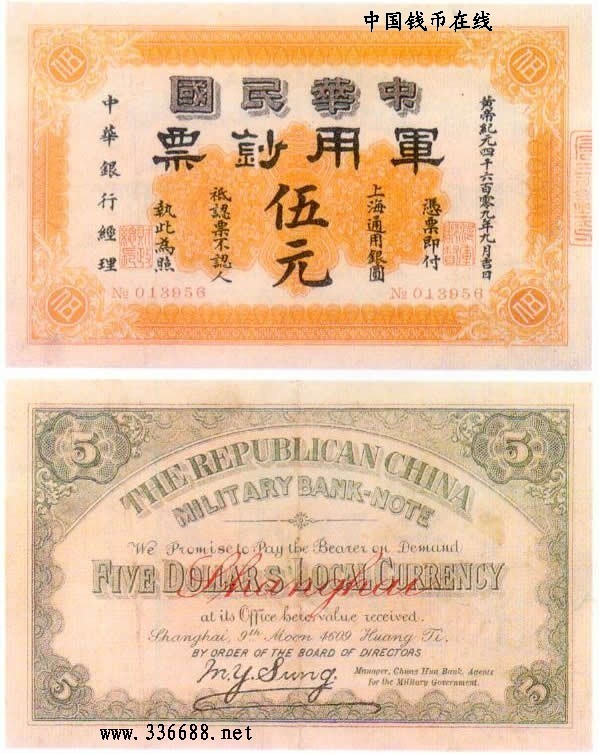 中国钱币在线
中華民國
軍用鈔票
伍元
黃帝紀元四千六百零九年九月吉日
憑票即付
上海通用銀圓
祇認票不認人
執此為照
中華銀行經理
№ 013956
№ 013956
5
5
THE REPUBLICAN CHINA
MILITARY BANK-NOTE
We Promise to Pay the Bearer on Demand
FIVE DOLLARS LOCAL CURRENCY
Shanghai
at its Office here value received.
Shanghai, 9th Moon 4609 Huang Ti.
BY ORDER OF THE BOARD OF DIRECTORS
M.Y.Sung.
Manager, Chung Hua Bank, Agents
for the Military Government.
5
5
www.336688.net